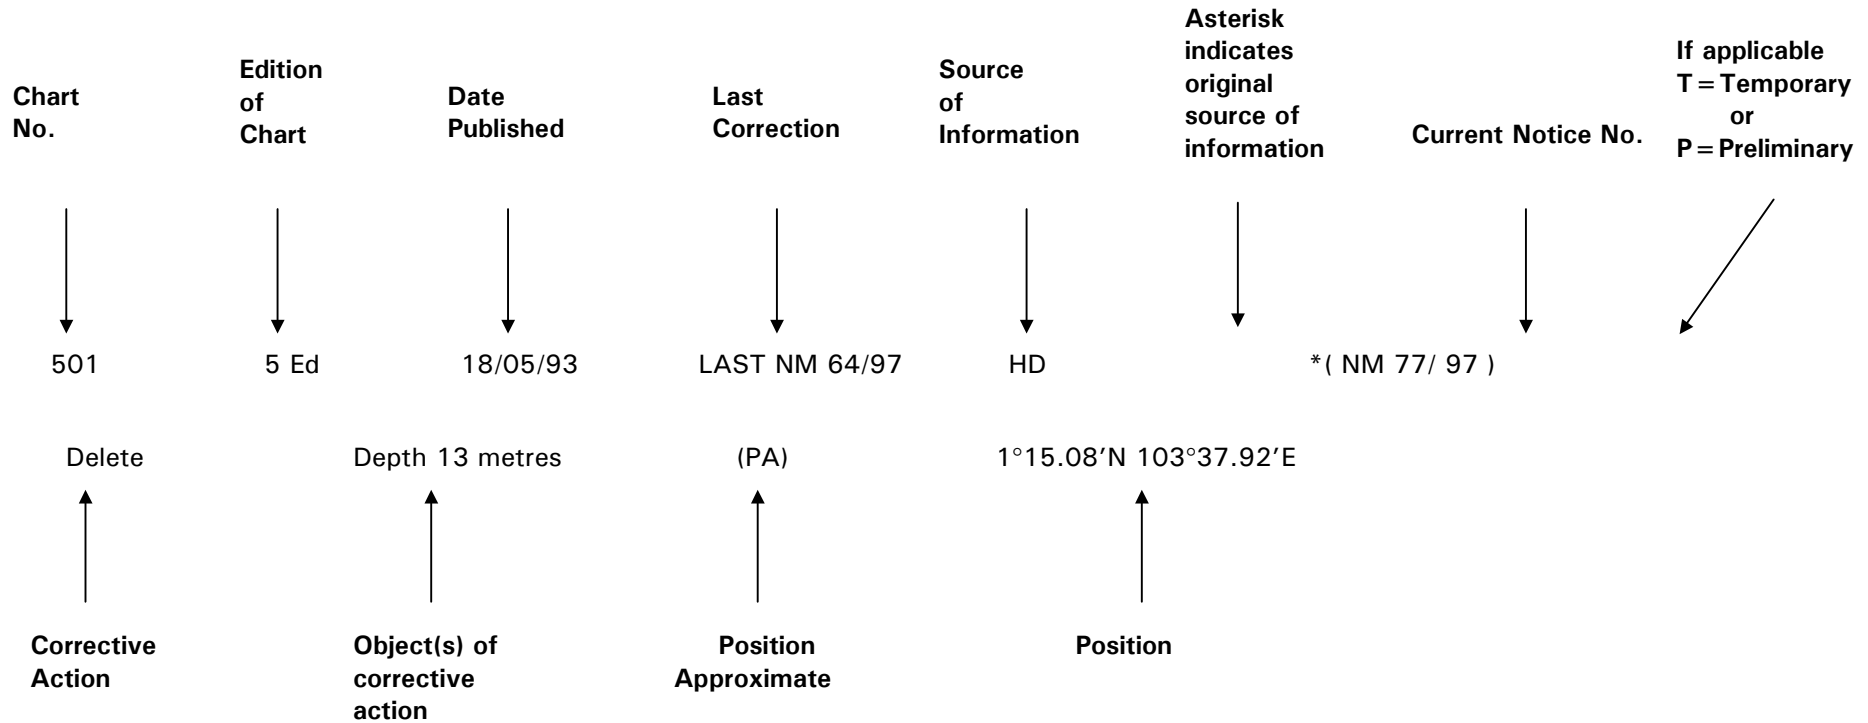 Chart
No.
Edition
of
Chart
Date
Published
Last
Correction
Source
of
Information
Asterisk
indicates
original
source of
information
Current Notice No.
If applicable
T=Temporary
or
P=Preliminary
501 5 Ed 18/05/93 LAST NM 64/97 HD *( NM 77/ 97 )
Delete Depth 13 metres (PA) 1°15.08’N 103°37.92’E
Corrective
Action
Object(s) of
corrective
action
Position
Approximate
Position